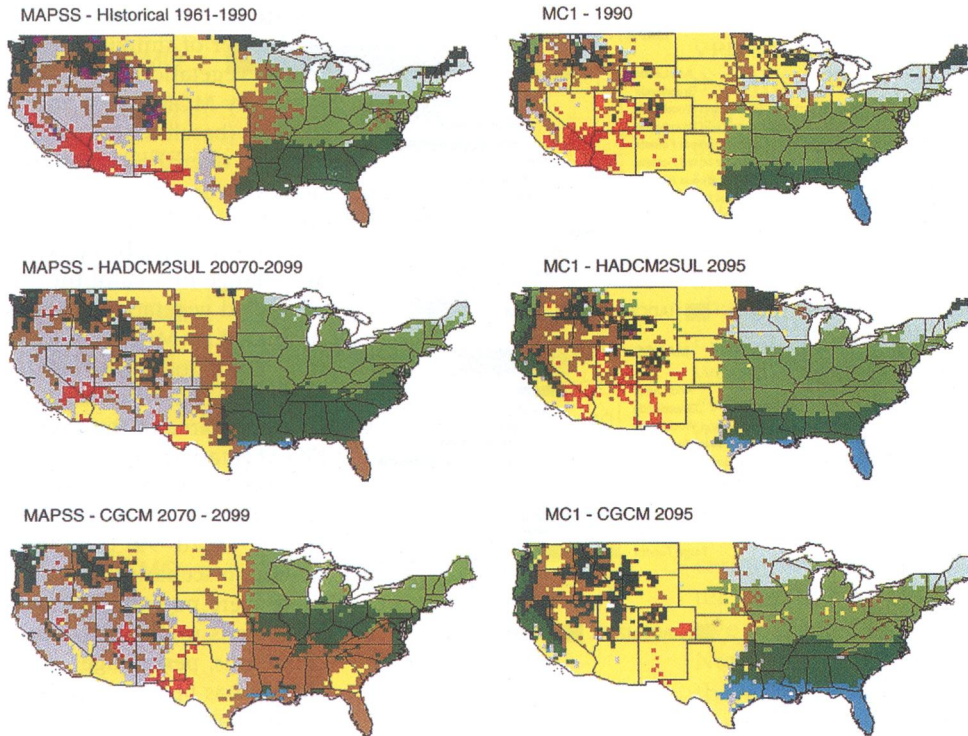 MAPSS - HIstorical 1961-1990
MC1 - 1990
MAPSS - HADCM2SUL 20070-2099
MC1 - HADCM2SUL 2095
MAPSS - CGCM 2070 - 2099
MC1 - CGCM 2095